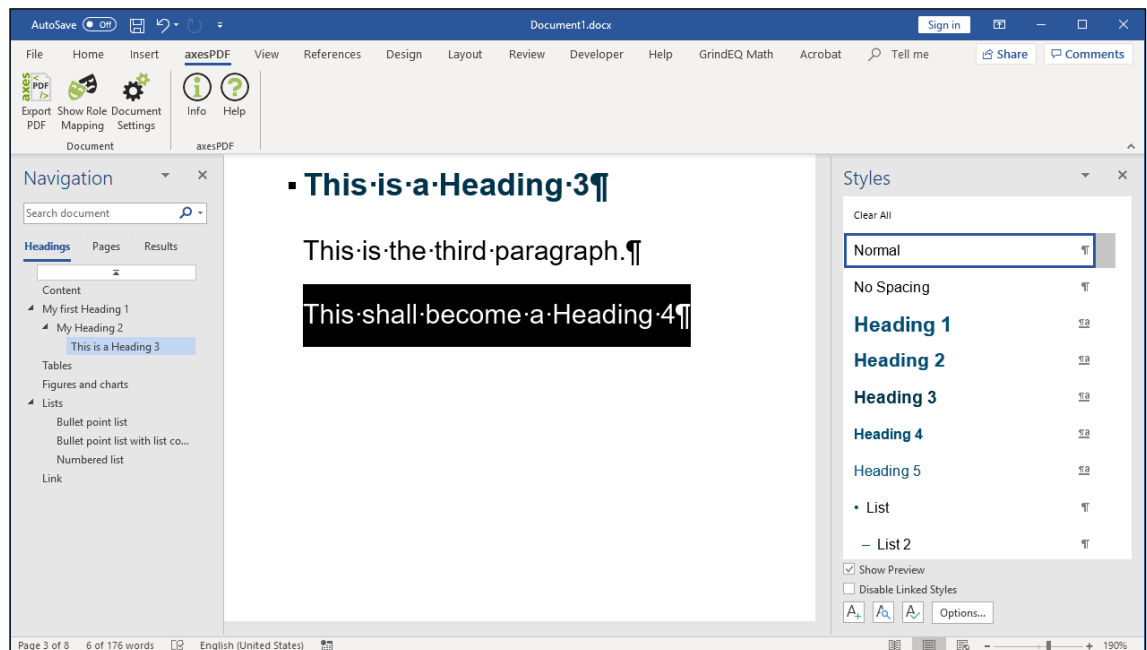 AutoSave Off Document1.docx Sign in
File Home Insert axesPDF View References Design Layout Review Developer Help GrindEQ Math Acrobat Tell me Share Comments
axes PDF
Export PDF
Show Role Mapping
Document Settings
Info
Help
Document
axesPDF
Navigation
Search document
Headings Pages Results
Content
My first Heading 1
My Heading 2
This is a Heading 3
Tables
Figures and charts
Lists
Bullet point list
Bullet point list with list co...
Numbered list
Link
This·is·a·Heading·3¶
This·is·the·third·paragraph.¶
This·shall·become·a·Heading·4¶
Styles
Clear All
Normal ¶
No Spacing ¶
Heading 1 ¶a
Heading 2 ¶a
Heading 3 ¶a
Heading 4 ¶a
Heading 5 ¶a
• List ¶
– List 2 ¶
Show Preview
Disable Linked Styles
Options...
Page 3 of 8 6 of 176 words English (United States) 190%